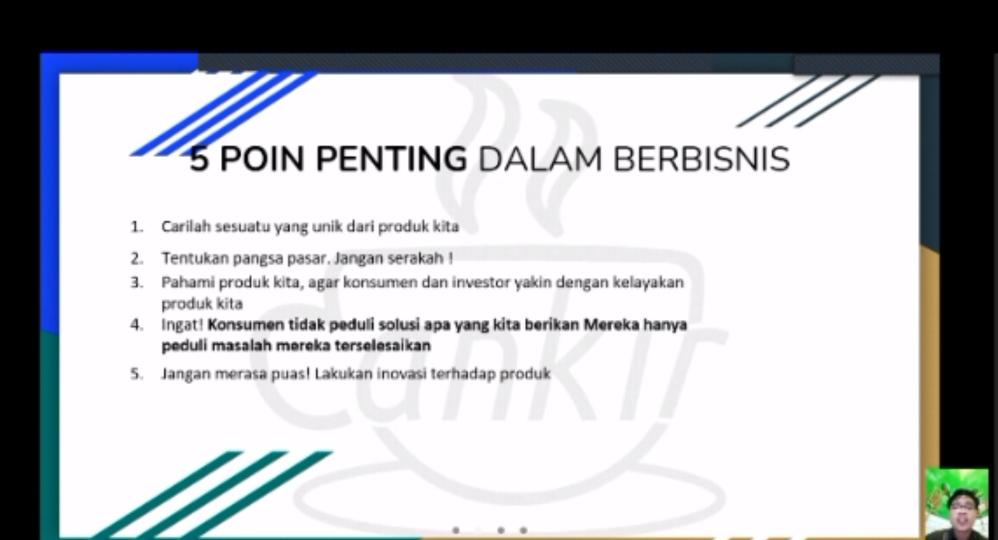 5 POIN PENTING DALAM BERBISNIS
1. Carilah sesuatu yang unik dari produk kita
2. Tentukan pangsa pasar. Jangan serakah !
3. Pahami produk kita, agar konsumen dan investor yakin dengan kelayakan
produk kita
4. Ingat! Konsumen tidak peduli solusi apa yang kita berikan Mereka hanya
peduli masalah mereka terselesaikan
5. Jangan merasa puas! Lakukan inovasi terhadap produk